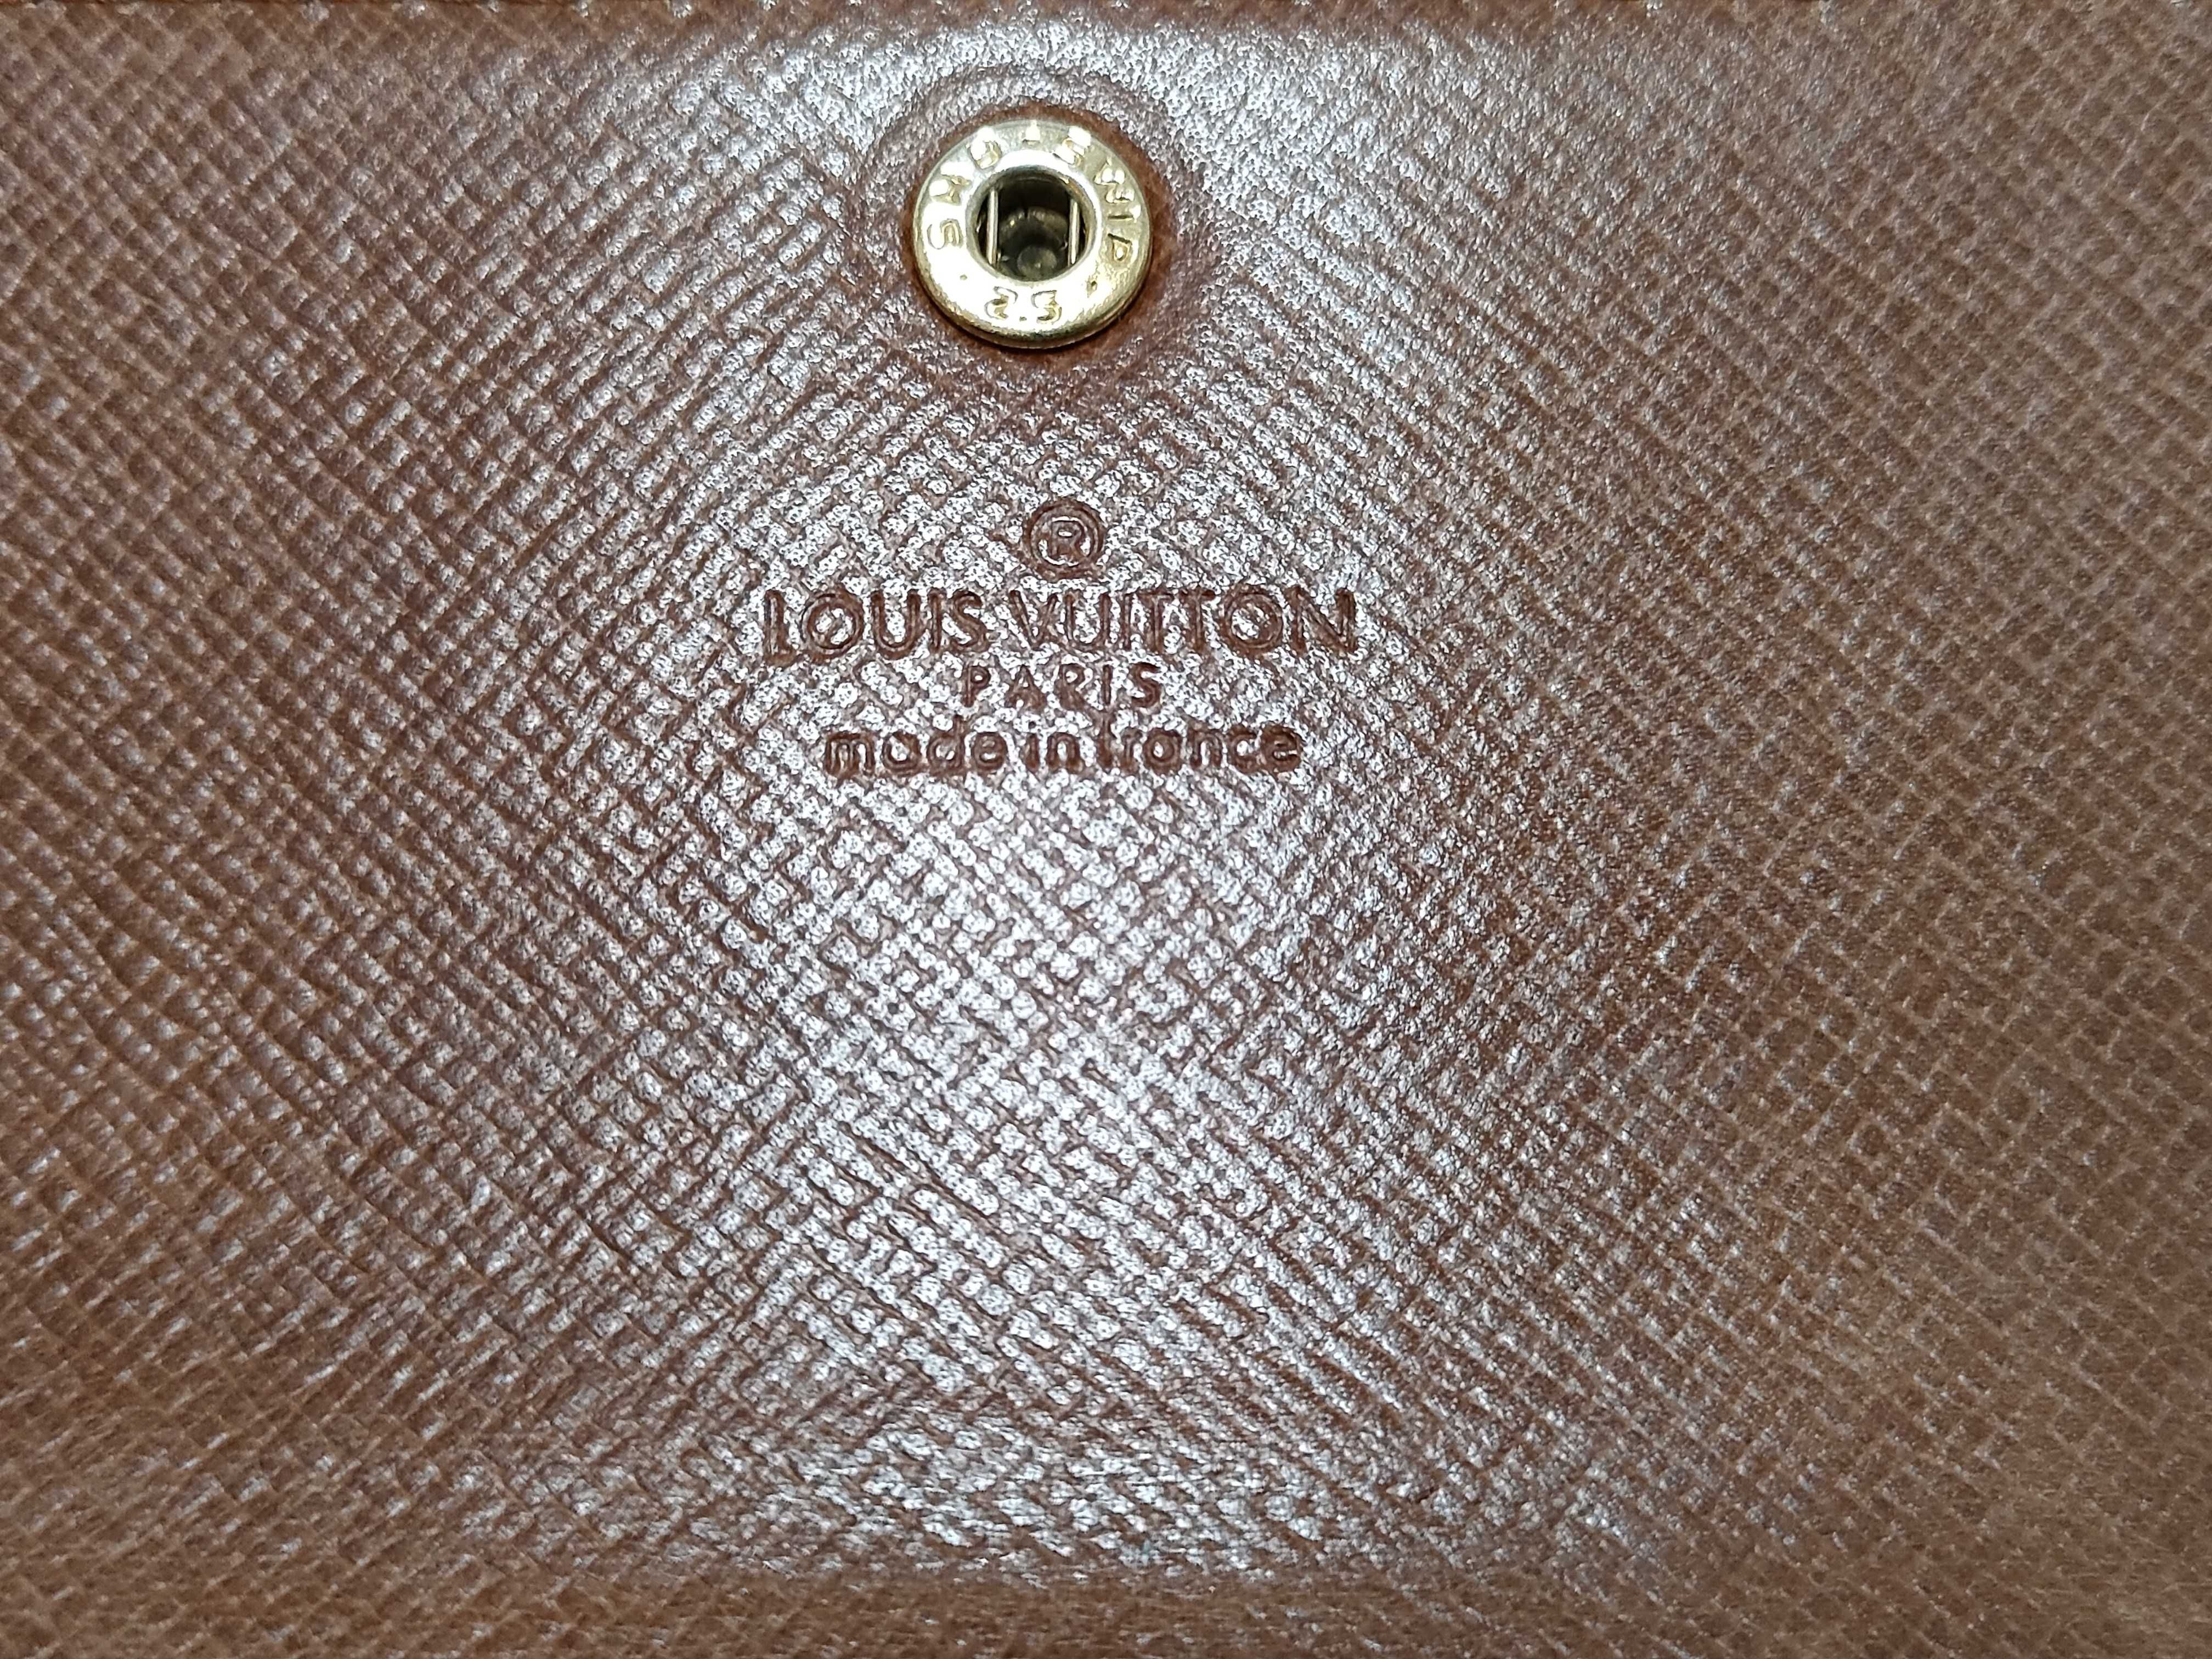 ®
LOUIS VUITTON
PARIS
made in france